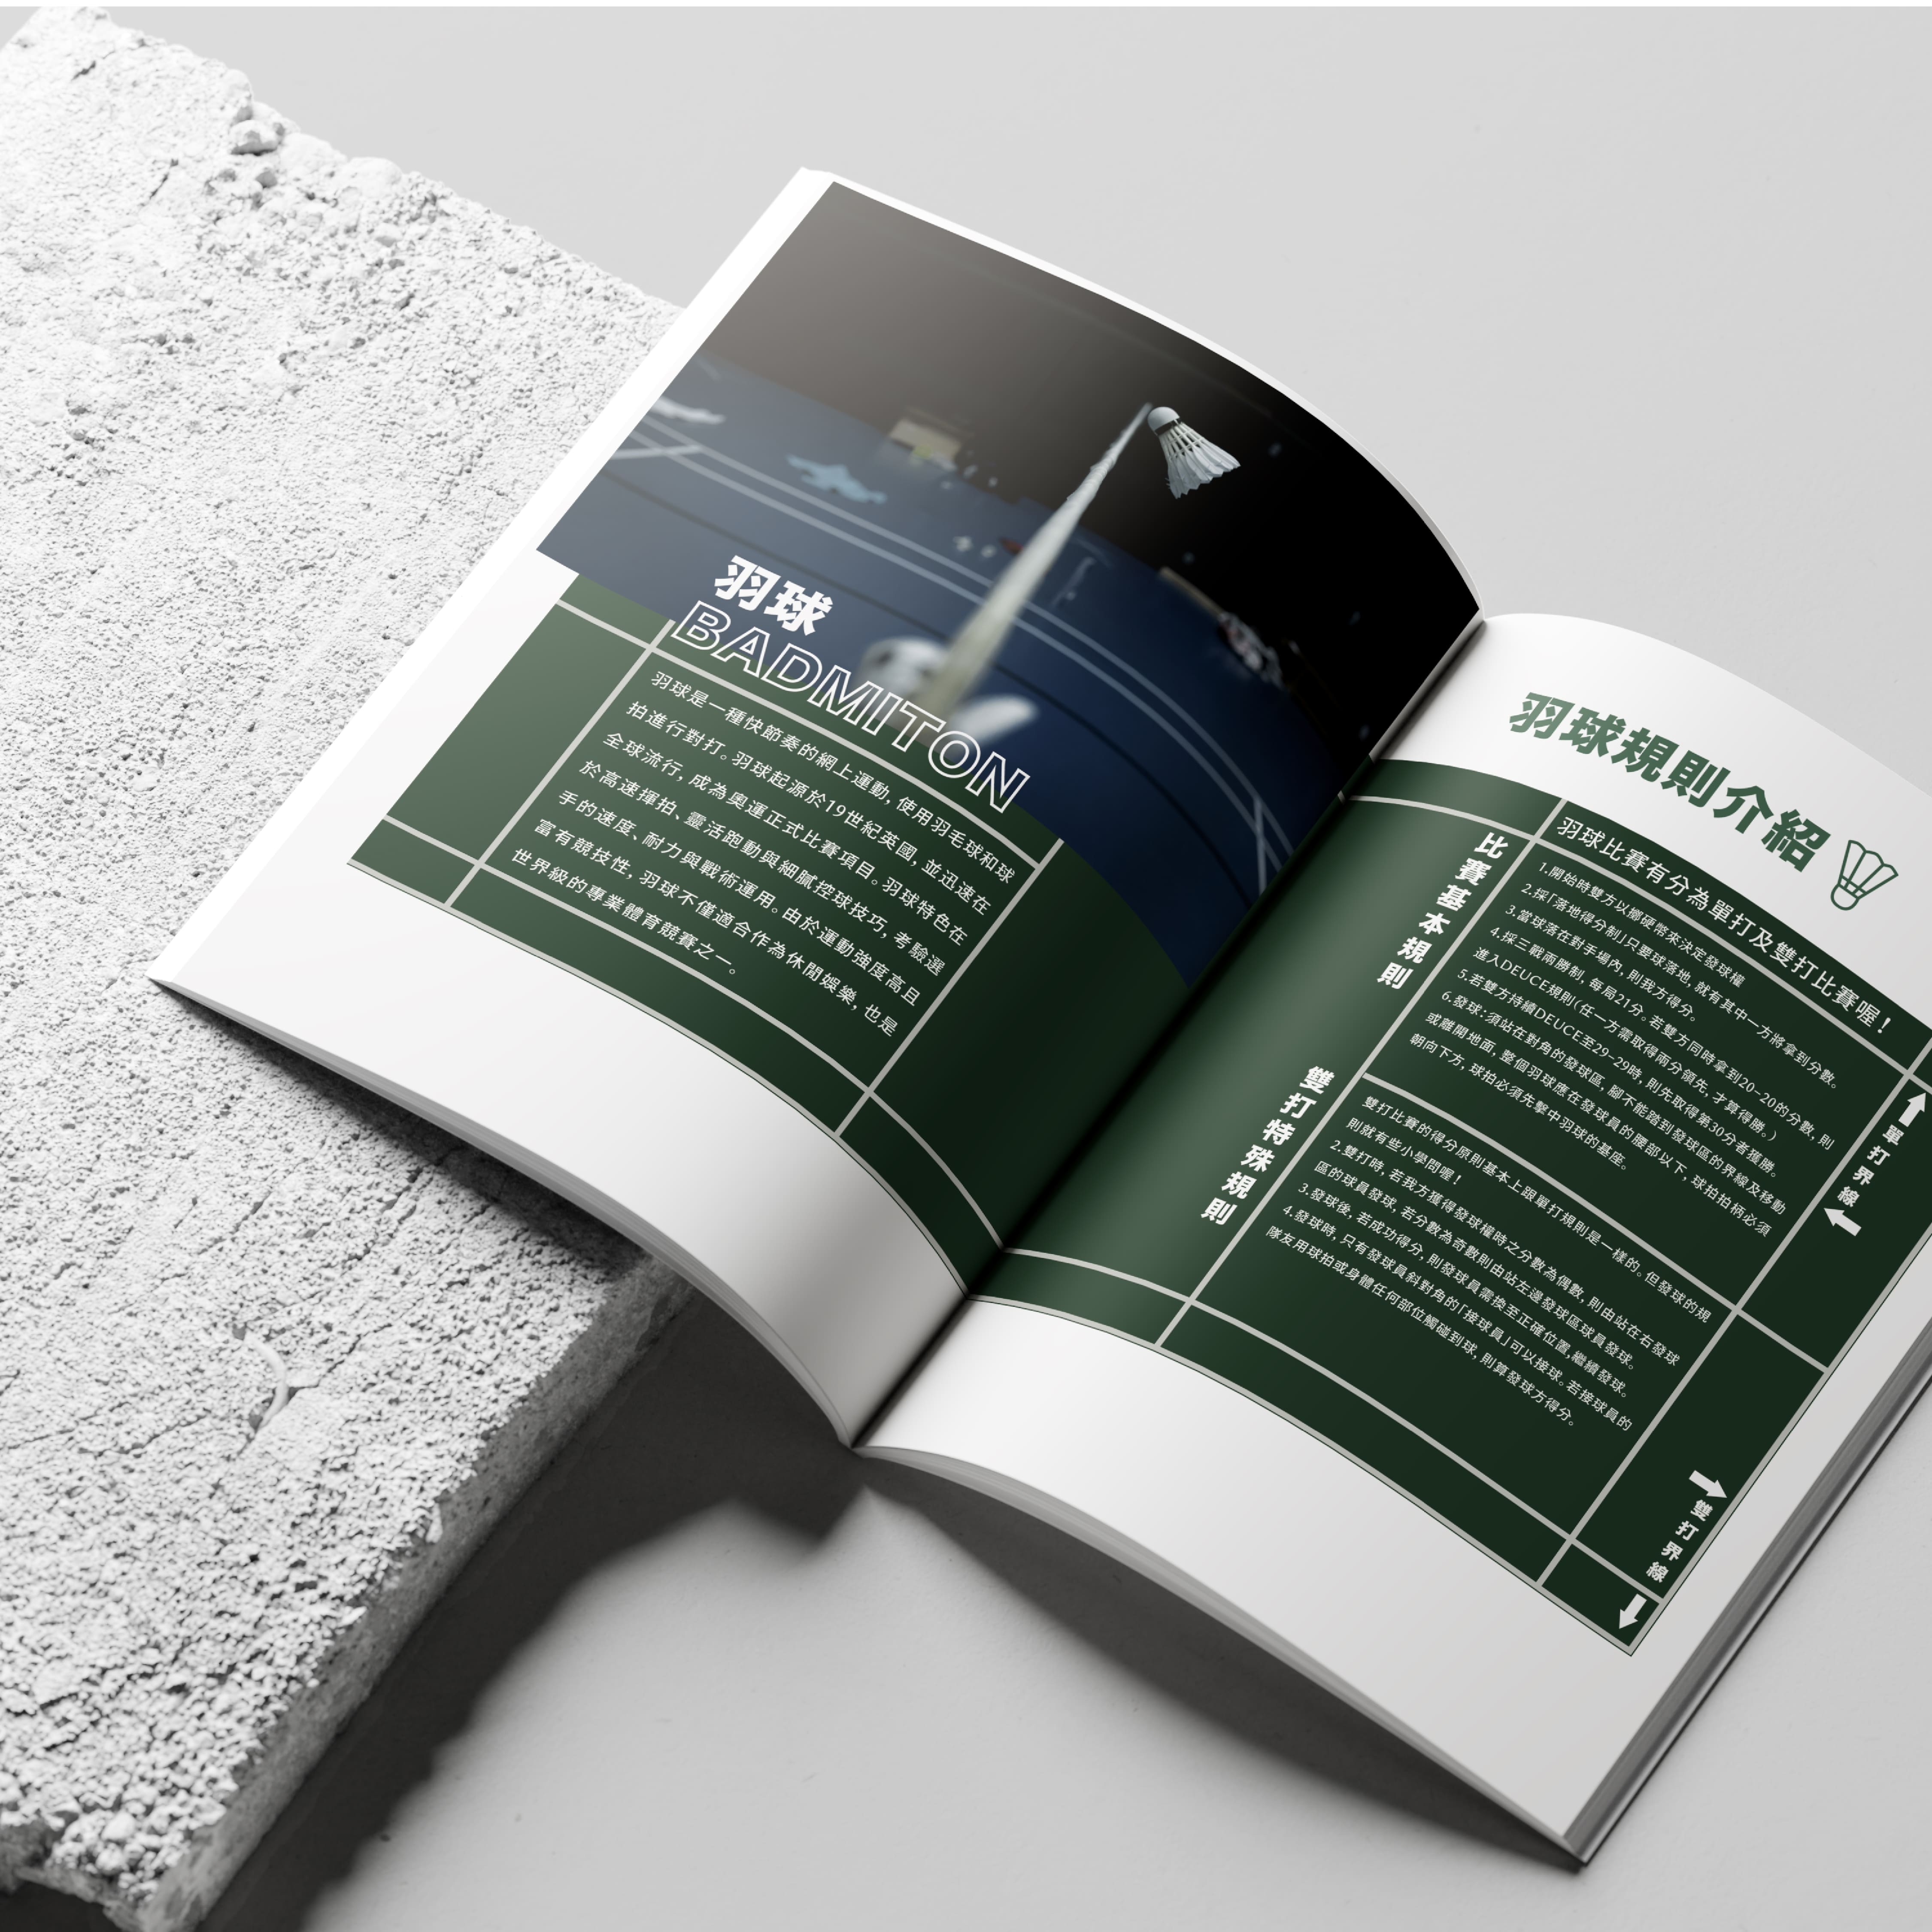 羽球
BADMITON
羽球是一種快節奏的網上運動，使用羽毛球和球
拍進行對打。羽球起源於19世紀英國，並迅速在
全球流行，成為奧運正式比賽項目。羽球特色在
於高速揮拍、靈活跑動與細膩控球技巧，考驗選
手的速度、耐力與戰術運用。由於運動強度高且
富有競技性，羽球不僅適合作為休閒娛樂，也是
世界級的專業體育競賽之一。
羽球規則介紹
羽球比賽有分為單打及雙打比賽喔！
比賽基本規則
1.開始時雙方以擲硬幣來決定發球權
2.採「落地得分制」只要球落地，就有其中一方將拿到分數。
3.當球落在對手場內，則我方得分。
4.採三戰兩勝制，每局21分。若雙方同時拿到20-20的分數，則
進入DEUCE規則（任一方需取得兩分領先，才算得勝。）
5.若雙方持續DEUCE至29-29時，則先取得第30分者獲勝。
6.發球：須站在對角的發球區，腳不能踏到發球區的界線及移動
或離開地面，整個羽球應在發球員的腰部以下，球拍拍柄必須
朝向下方，球拍必須先擊中羽球的基座。
雙打特殊規則
雙打比賽的得分原則基本上跟單打規則是一樣的。但發球的規
則就有些小學問喔！
2.雙打時，若我方獲得發球權時之分數為偶數，則由站在右發球
區的球員發球，若分數為奇數則由站左邊發球區球員發球。
3.發球後，若成功得分，則發球員需換至正確位置，繼續發球。
4.發球時，只有發球員斜對角的「接球員」可以接球。若接球員的
隊友用球拍或身體任何部位觸碰到球，則算發球方得分。
單打界線
雙打界線